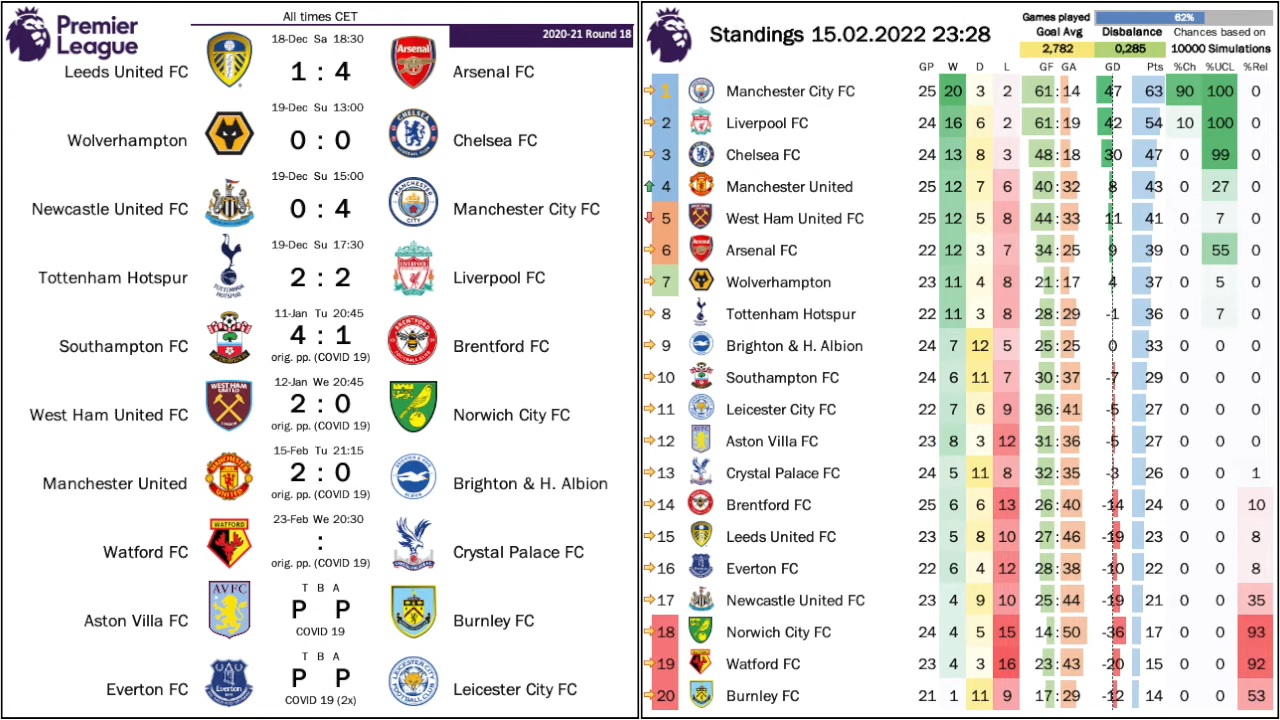 Premier League
All times CET
2020-21 Round 18
18-Dec Sa 18:30
Leeds United FC 1 : 4 Arsenal FC
19-Dec Su 13:00
Wolverhampton 0 : 0 Chelsea FC
19-Dec Su 15:00
Newcastle United FC 0 : 4 Manchester City FC
19-Dec Su 17:30
Tottenham Hotspur 2 : 2 Liverpool FC
11-Jan Tu 20:45
Southampton FC 4 : 1 Brentford FC
orig. pp. (COVID 19)
12-Jan We 20:45
West Ham United FC 2 : 0 Norwich City FC
orig. pp. (COVID 19)
15-Feb Tu 21:15
Manchester United 2 : 0 Brighton & H. Albion
orig. pp. (COVID 19)
23-Feb We 20:30
Watford FC : Crystal Palace FC
orig. pp. (COVID 19)
T B A
Aston Villa FC P P Burnley FC
COVID 19
T B A
Everton FC P P Leicester City FC
COVID 19 (2x)
Standings 15.02.2022 23:28
Games played 62%
Goal Avg Disbalance Chances based on
2,782 0,285 10000 Simulations
GP W D L GF GA GD Pts %Ch %UCL %Rel
1 Manchester City FC 25 20 3 2 61:14 47 63 90 100 0
2 Liverpool FC 24 16 6 2 61:19 42 54 10 100 0
3 Chelsea FC 24 13 8 3 48:18 30 47 0 99 0
4 Manchester United 25 12 7 6 40:32 8 43 0 27 0
5 West Ham United FC 25 12 5 8 44:33 11 41 0 7 0
6 Arsenal FC 22 12 3 7 34:25 9 39 0 55 0
7 Wolverhampton 23 11 4 8 21:17 4 37 0 5 0
8 Tottenham Hotspur 22 11 3 8 28:29 -1 36 0 7 0
9 Brighton & H. Albion 24 7 12 5 25:25 0 33 0 0 0
10 Southampton FC 24 6 11 7 30:37 -7 29 0 0 0
11 Leicester City FC 22 7 6 9 36:41 -5 27 0 0 0
12 Aston Villa FC 23 8 3 12 31:36 -5 27 0 0 0
13 Crystal Palace FC 24 5 11 8 32:35 -3 26 0 0 1
14 Brentford FC 25 6 6 13 26:40 -14 24 0 0 10
15 Leeds United FC 23 5 8 10 27:46 -19 23 0 0 8
16 Everton FC 22 6 4 12 28:38 -10 22 0 0 8
17 Newcastle United FC 23 4 9 10 25:44 -19 21 0 0 35
18 Norwich City FC 24 4 5 15 14:50 -36 17 0 0 93
19 Watford FC 23 4 3 16 23:43 -20 15 0 0 92
20 Burnley FC 21 1 11 9 17:29 -12 14 0 0 53